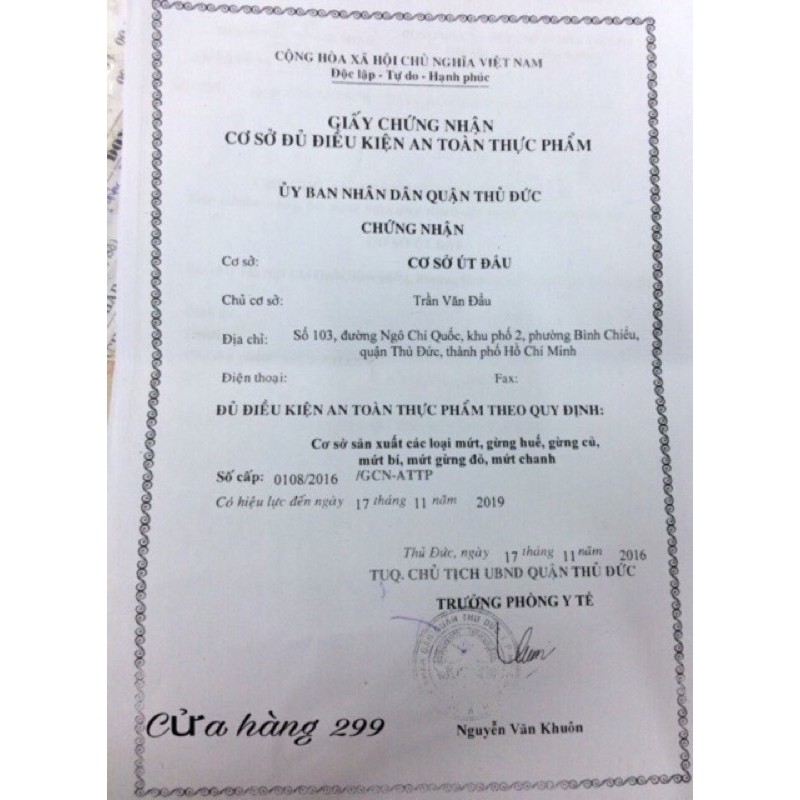 CỘNG HÒA XÃ HỘI CHỦ NGHĨA VIỆT NAM
Độc lập - Tự do - Hạnh phúc
GIẤY CHỨNG NHẬN
CƠ SỞ ĐỦ ĐIỀU KIỆN AN TOÀN THỰC PHẨM
ỦY BAN NHÂN DÂN QUẬN THỦ ĐỨC
CHỨNG NHẬN
Cơ sở: CƠ SỞ ÚT ĐẨU
Chủ cơ sở: Trần Văn Đẩu
Địa chỉ: Số 103, đường Ngô Chí Quốc, khu phố 2, phường Bình Chiểu,
quận Thủ Đức, thành phố Hồ Chí Minh
Điện thoại: Fax:
ĐỦ ĐIỀU KIỆN AN TOÀN THỰC PHẨM THEO QUY ĐỊNH:
Cơ sở sản xuất các loại mứt, gừng huế, gừng củ,
mứt bí, mứt gừng đỏ, mứt chanh
Số cấp: 0108/2016 /GCN-ATTP
Có hiệu lực đến ngày 17 tháng 11 năm 2019
Thủ Đức, ngày 17 tháng 11 năm 2016
TUQ. CHỦ TỊCH UBND QUẬN THỦ ĐỨC
TRƯỞNG PHÒNG Y TẾ
Cửa hàng 299
Nguyễn Văn Khuôn